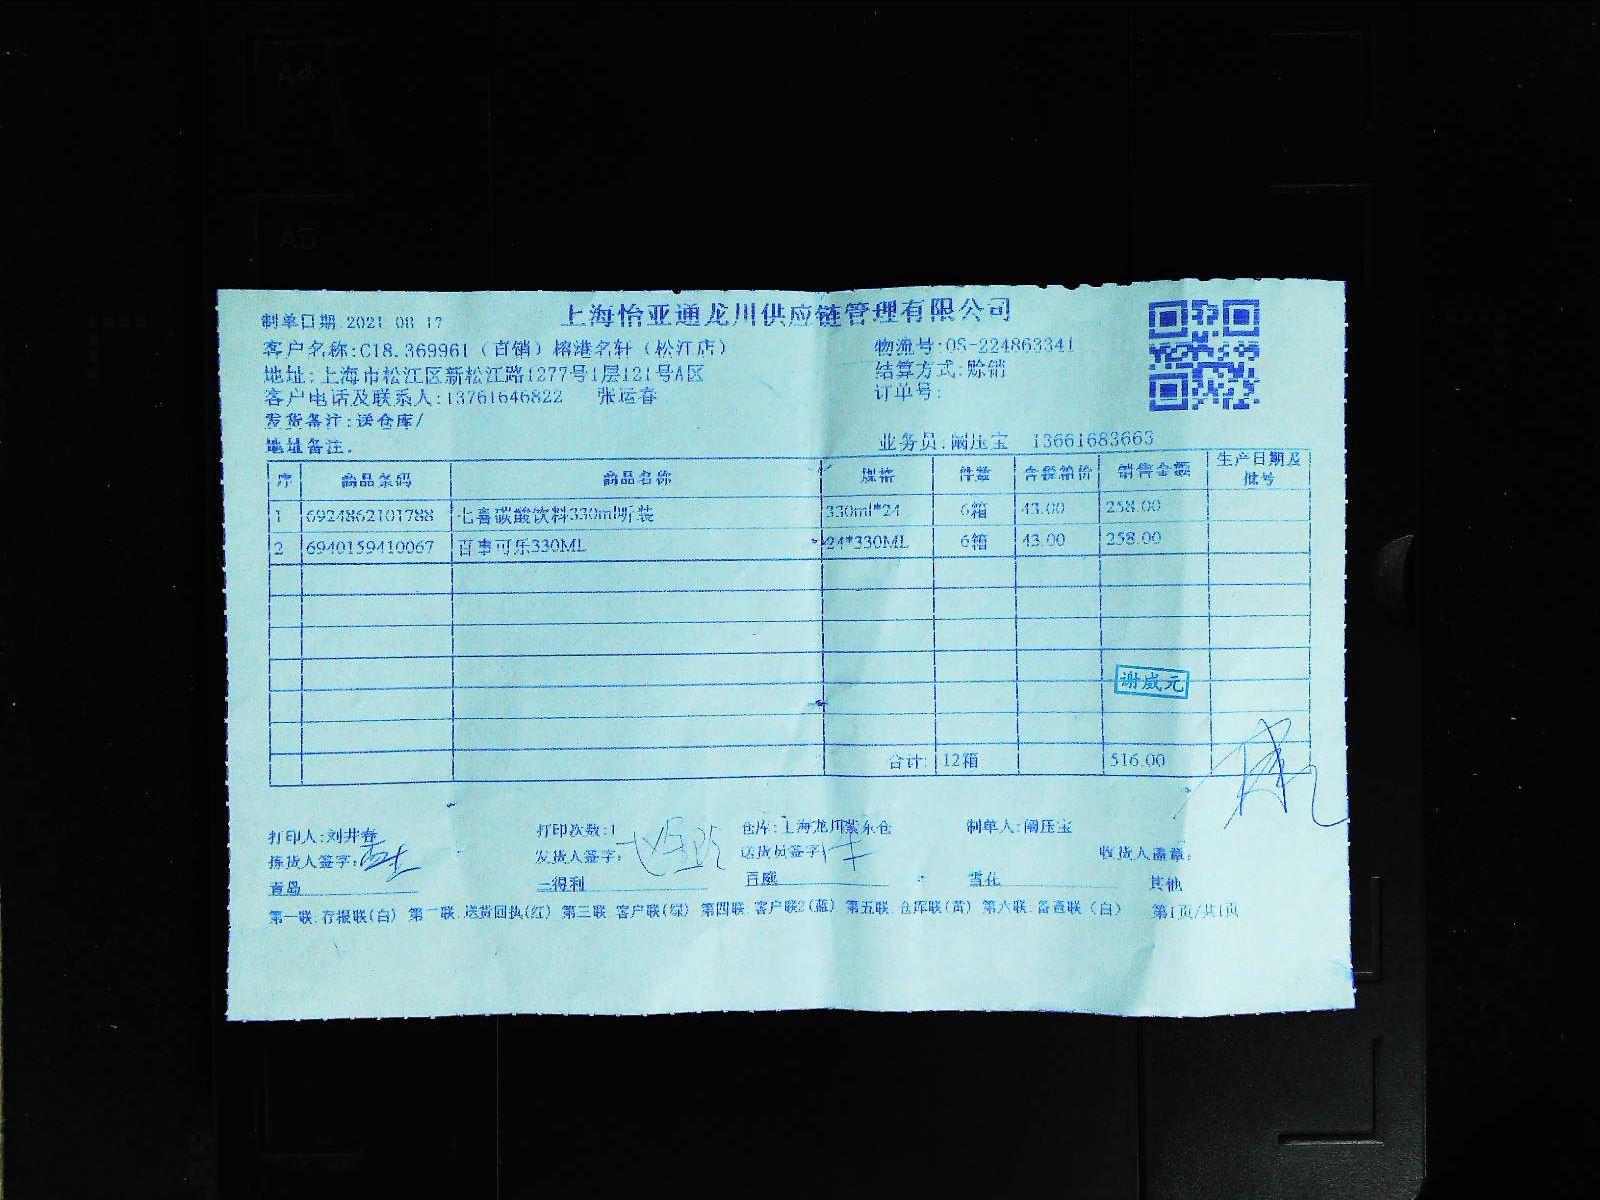 A4
A5
上海怡亚通龙川供应链管理有限公司
制单日期:2021-08-17
客户名称:C18.369961（直销）榕港名轩（松江店）
物流号:OS-224863341
地址:上海市松江区新松江路1277号1层121号A区
结算方式:赊销
客户电话及联系人:13761646822 张运春
订单号:
发货备注:送仓库/
地址备注:
业务员:阚压宝 13661683663
序 商品条码 商品名称 规格 件数 含税箱价 销售金额 生产日期及批号
1 6924862101788 七喜碳酸饮料330ml听装 330ml*24 6箱 43.00 258.00
2 6940159410067 百事可乐330ML 24*330ML 6箱 43.00 258.00
谢威元
合计: 12箱 516.00
打印人:刘井春 打印次数:1 仓库:上海龙川紫东仓 制单人:阚压宝
拣货人签字: 发货人签字: 送货员签字: 收货人盖章:
青岛 三得利 百威 雪花 其他
第一联:存根联(白) 第二联:送货回执(红) 第三联:客户联(绿) 第四联:客户联2(蓝) 第五联:仓库联(黄) 第六联:备查联（白） 第1页/共1页